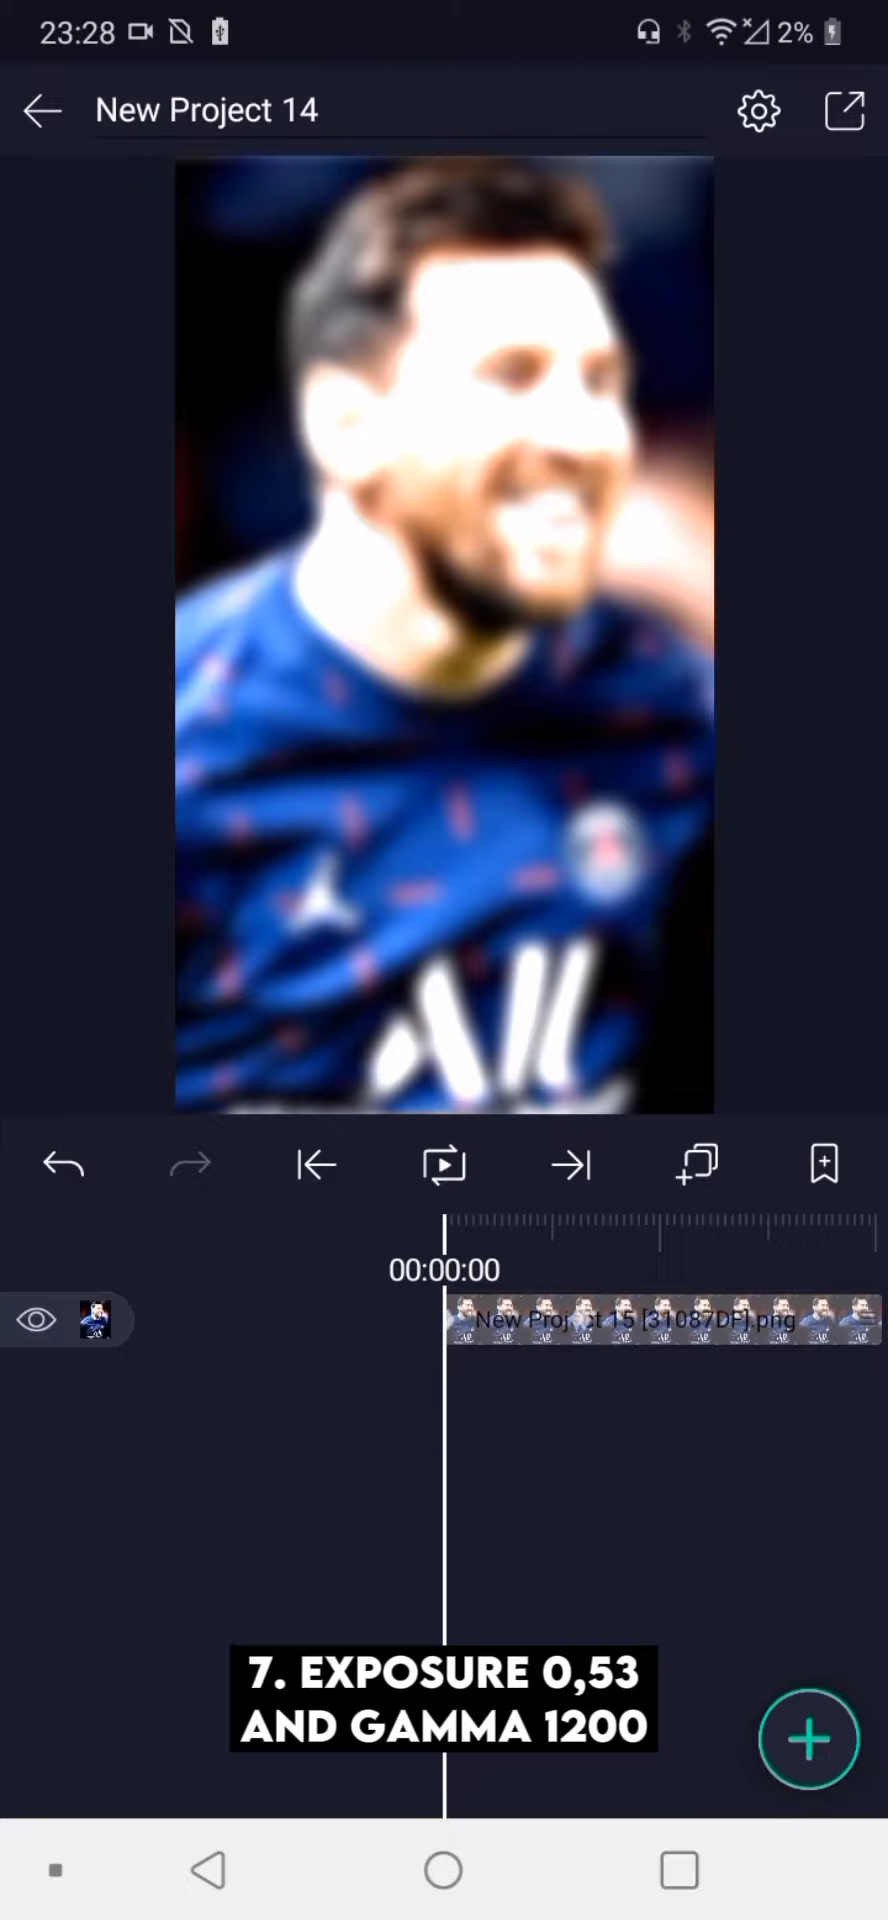 23:28
2%
New Project 14
00:00:00
New Project 15 [31087DF].png
7. EXPOSURE 0,53
AND GAMMA 1200